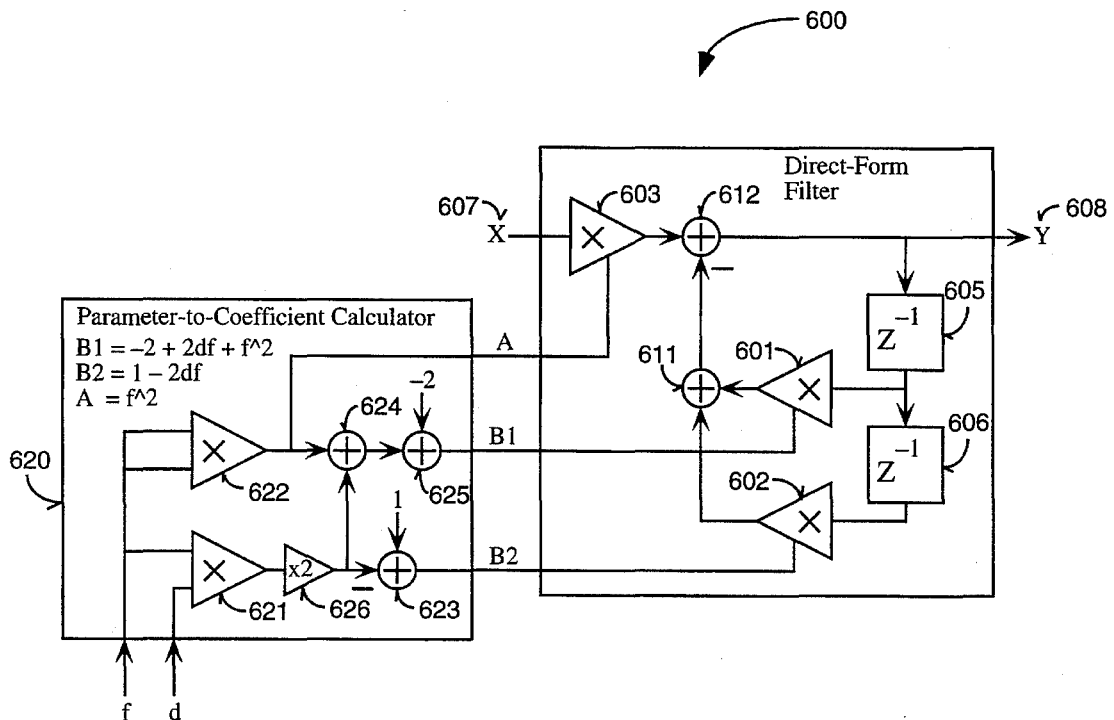 600
Direct-Form
Filter
607
603
612
608
X
×
+
Y
−
605
Z⁻¹
Parameter-to-Coefficient Calculator
B1 = −2 + 2df + f^2
B2 = 1 − 2df
A = f^2
A
611
+
601
×
−2
624
606
Z⁻¹
620
×
+
+
B1
622
625
602
×
1
B2
×
x2
−
+
621
626
623
f
d